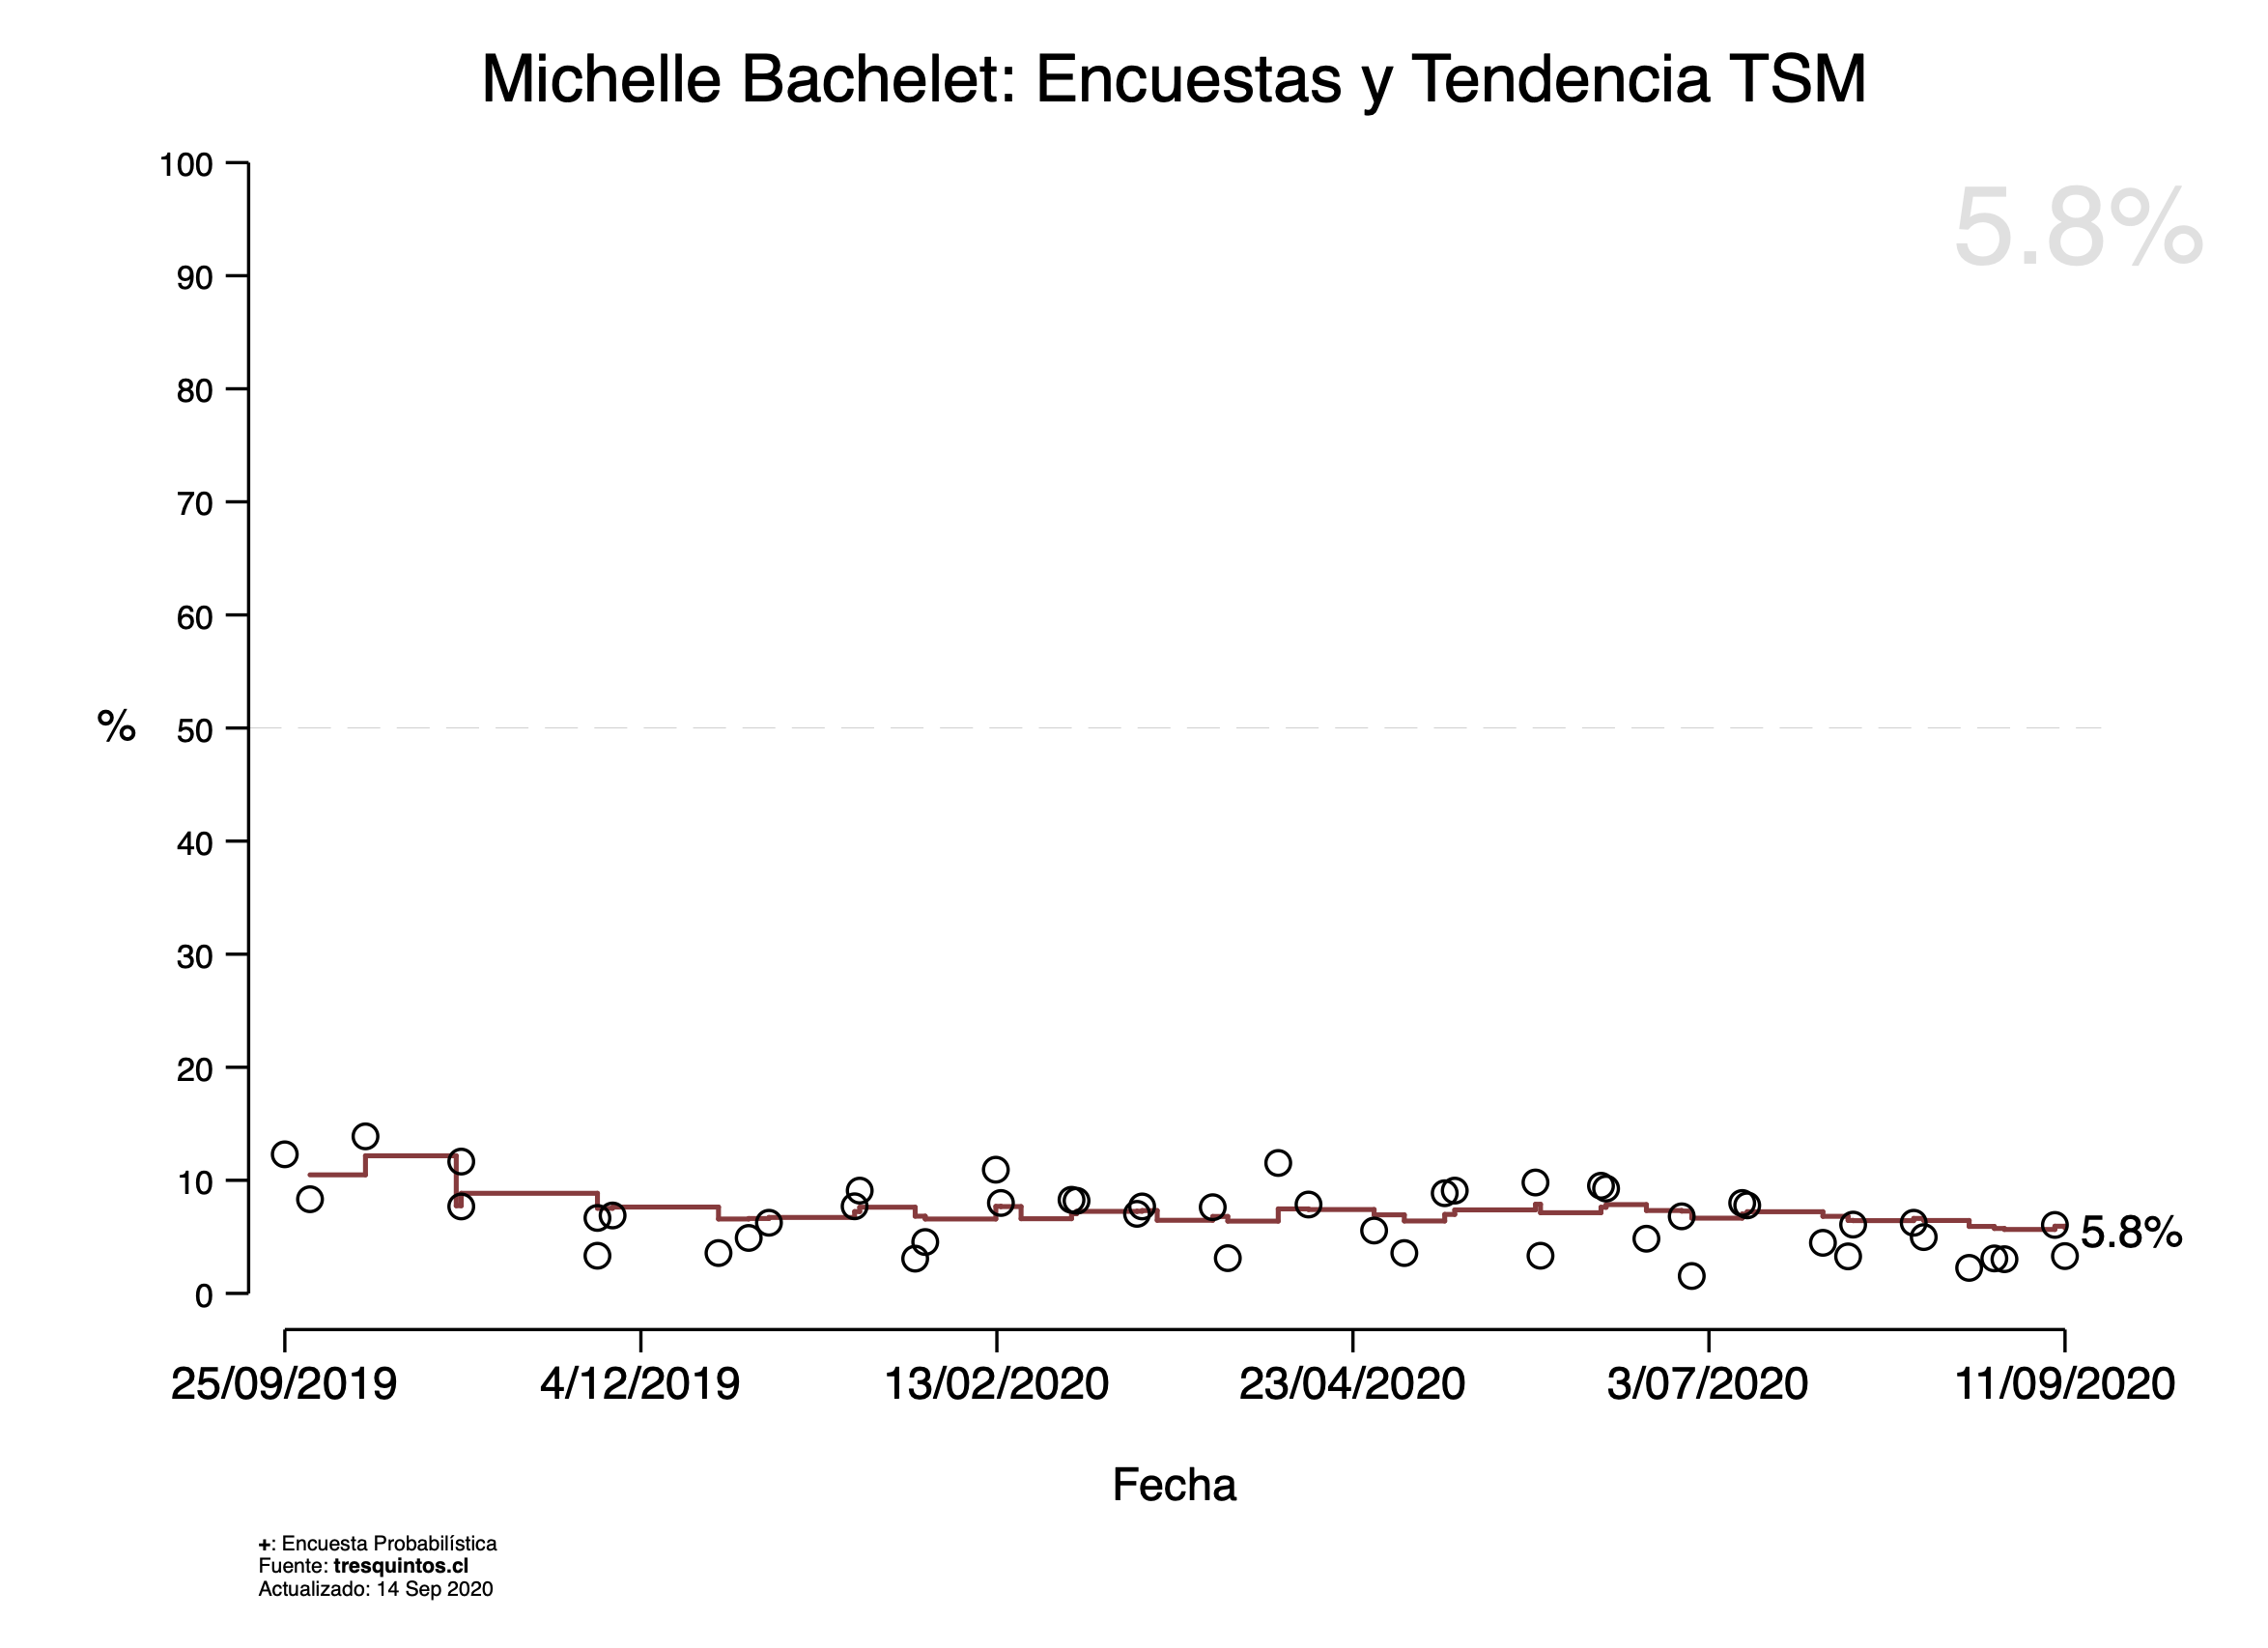 Michelle Bachelet: Encuestas y Tendencia TSM
5.8%
100
90
80
70
60
% 50
40
30
20
10
0
5.8%
25/09/2019 4/12/2019 13/02/2020 23/04/2020 3/07/2020 11/09/2020
Fecha
+: Encuesta Probabilística
Fuente: tresquintos.cl
Actualizado: 14 Sep 2020